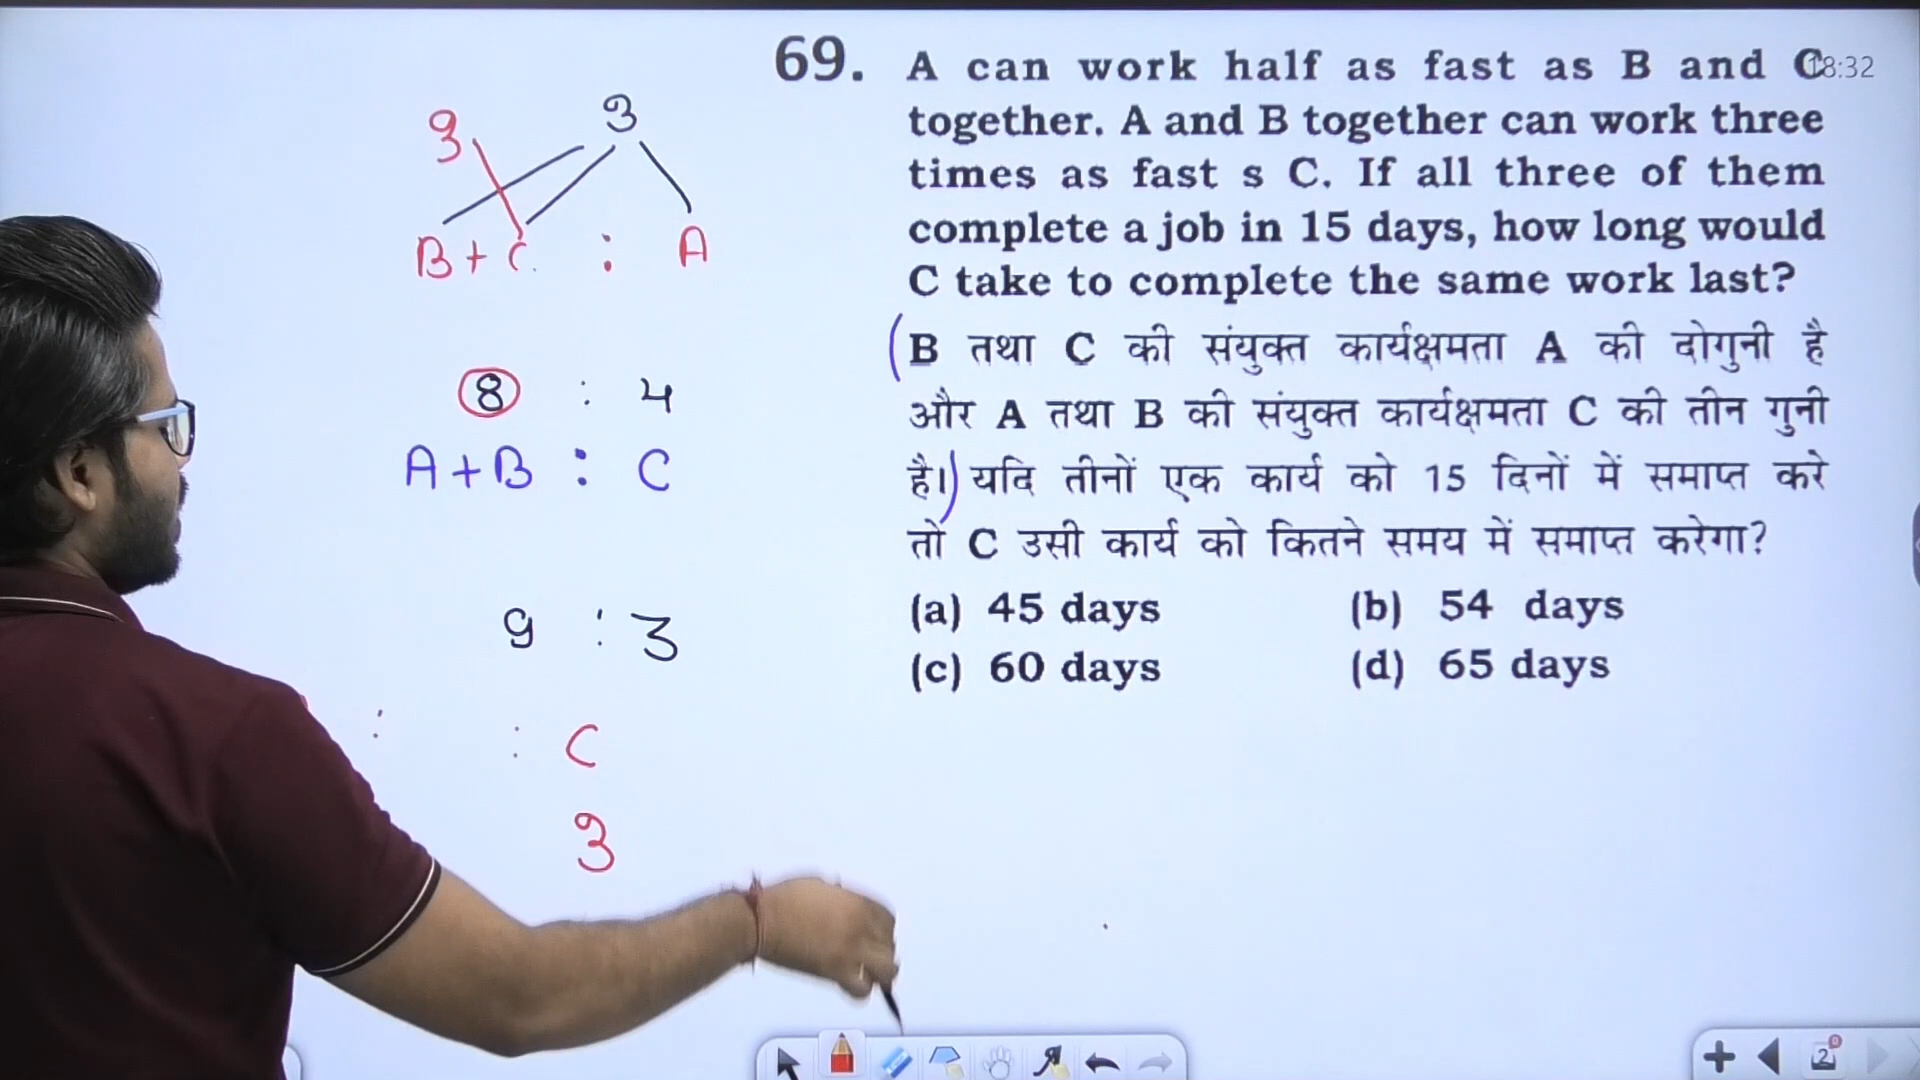 69. A can work half as fast as B and C
18:32
together. A and B together can work three
times as fast s C. If all three of them
complete a job in 15 days, how long would
C take to complete the same work last?
(B तथा C की संयुक्त कार्यक्षमता A की दोगुनी है
और A तथा B की संयुक्त कार्यक्षमता C की तीन गुनी
है।) यदि तीनों एक कार्य को 15 दिनों में समाप्त करे
तो C उसी कार्य को कितने समय में समाप्त करेगा?
(a) 45 days (b) 54 days
(c) 60 days (d) 65 days
3 3
B + C : A
8 : 4
A + B : C
9 : 3
: : C
3
2